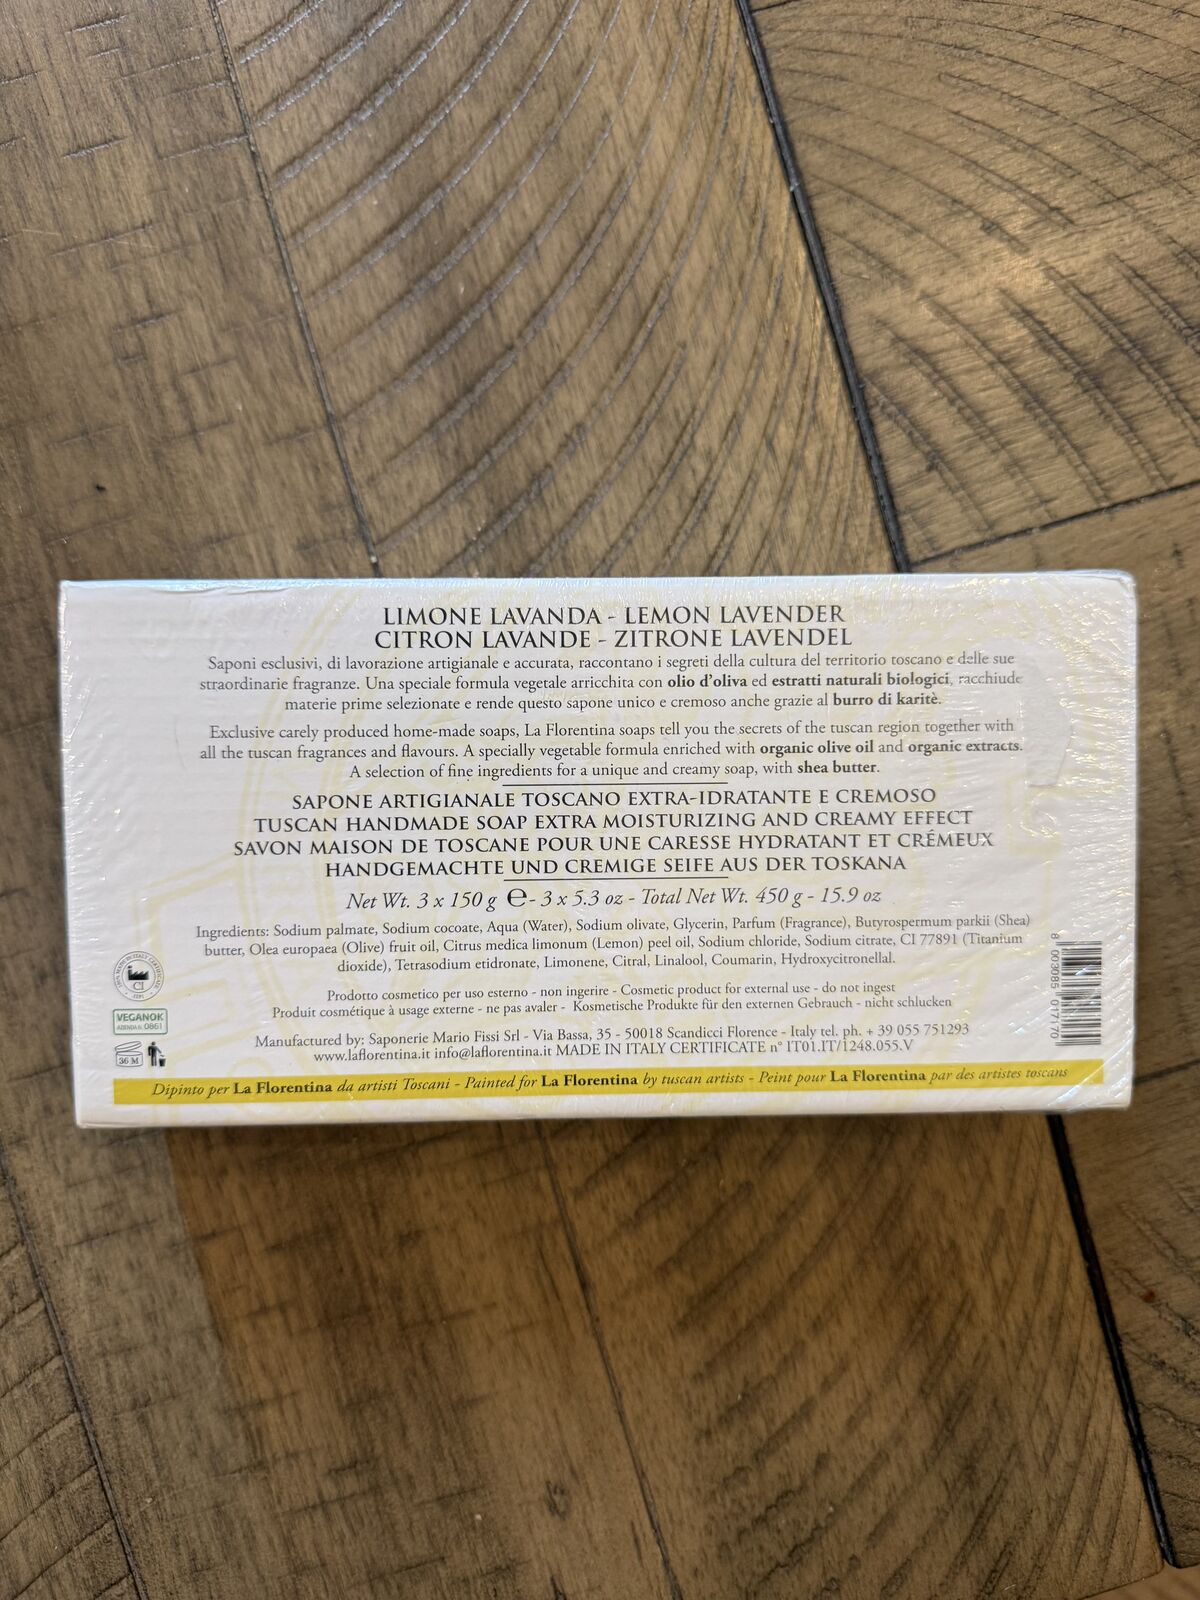 LIMONE LAVANDA - LEMON LAVENDER
CITRON LAVANDE - ZITRONE LAVENDEL
Saponi esclusivi, di lavorazione artigianale e accurata, raccontano i segreti della cultura del territorio toscano e delle sue
straordinarie fragranze. Una speciale formula vegetale arricchita con olio d'oliva ed estratti naturali biologici, racchiude
materie prime selezionate e rende questo sapone unico e cremoso anche grazie al burro di karitè.
Exclusive carely produced home-made soaps, La Florentina soaps tell you the secrets of the tuscan region together with
all the tuscan fragrances and flavours. A specially vegetable formula enriched with organic olive oil and organic extracts.
A selection of fine ingredients for a unique and creamy soap, with shea butter.
SAPONE ARTIGIANALE TOSCANO EXTRA-IDRATANTE E CREMOSO
TUSCAN HANDMADE SOAP EXTRA MOISTURIZING AND CREAMY EFFECT
SAVON MAISON DE TOSCANE POUR UNE CARESSE HYDRATANT ET CRÉMEUX
HANDGEMACHTE UND CREMIGE SEIFE AUS DER TOSKANA
Net Wt. 3 x 150 g ℮ - 3 x 5.3 oz - Total Net Wt. 450 g - 15.9 oz
Ingredients: Sodium palmate, Sodium cocoate, Aqua (Water), Sodium olivate, Glycerin, Parfum (Fragrance), Butyrospermum parkii (Shea)
butter, Olea europaea (Olive) fruit oil, Citrus medica limonum (Lemon) peel oil, Sodium chloride, Sodium citrate, CI 77891 (Titanium
dioxide), Tetrasodium etidronate, Limonene, Citral, Linalool, Coumarin, Hydroxycitronellal.
Prodotto cosmetico per uso esterno - non ingerire - Cosmetic product for external use - do not ingest
Produit cosmétique à usage externe - ne pas avaler - Kosmetische Produkte für den externen Gebrauch - nicht schlucken
Manufactured by: Saponerie Mario Fissi Srl - Via Bassa, 35 - 50018 Scandicci Florence - Italy tel. ph. + 39 055 751293
www.laflorentina.it info@laflorentina.it MADE IN ITALY CERTIFICATE n° IT01.IT/1248.055.V
CI
VEGANOK
AZIENDA n. 0861
36 M
8 003085 017170
Dipinto per La Florentina da artisti Toscani - Painted for La Florentina by tuscan artists - Peint pour La Florentina par des artistes toscans